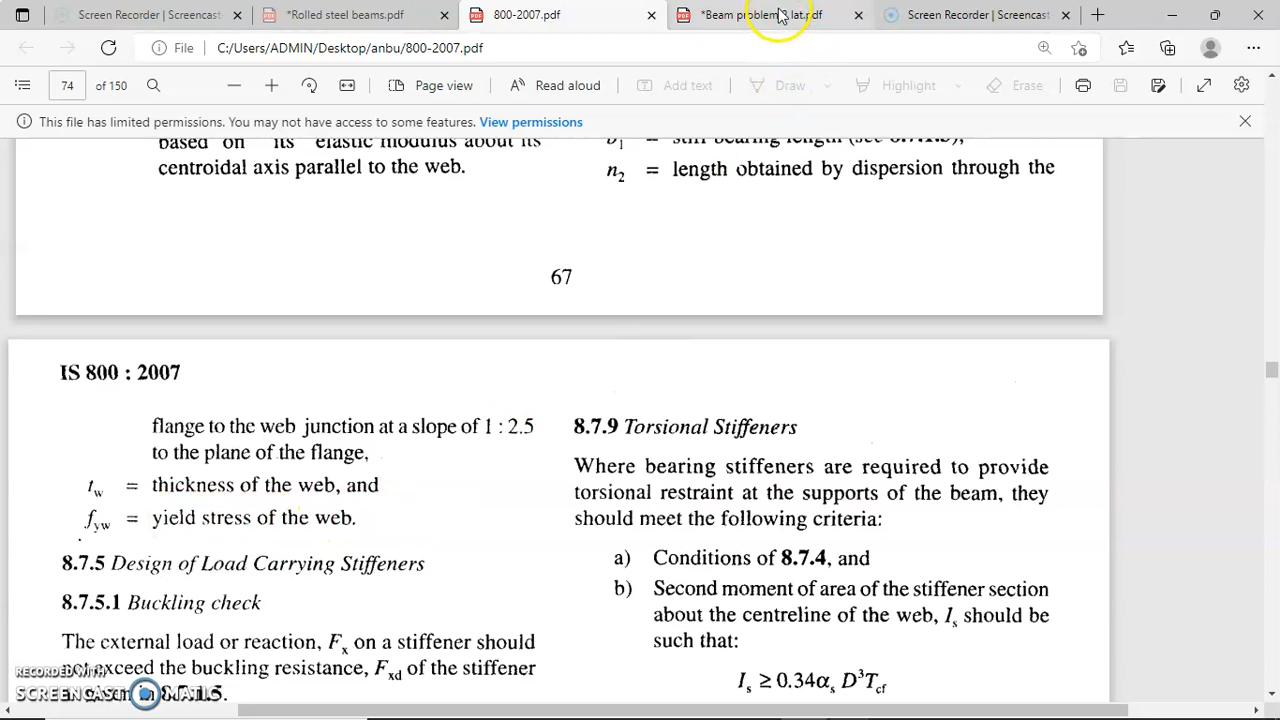 Screen Recorder | Screencast
*Rolled steel beams.pdf
800-2007.pdf
*Beam problem lat.pdf
Screen Recorder | Screencast
File
C:/Users/ADMIN/Desktop/anbu/800-2007.pdf
74 of 150
Page view
Read aloud
Add text
Draw
Highlight
Erase
This file has limited permissions. You may not have access to some features. View permissions
based on its elastic modulus about its
centroidal axis parallel to the web.
b1 = stiff bearing length (see
n2 = length obtained by dispersion through the
67
IS 800 : 2007
flange to the web junction at a slope of 1 : 2.5
to the plane of the flange,
tw = thickness of the web, and
fyw = yield stress of the web.
8.7.5 Design of Load Carrying Stiffeners
8.7.5.1 Buckling check
The external load or reaction, Fx on a stiffener should
exceed the buckling resistance, Fxd of the stiffener
8.7.9 Torsional Stiffeners
Where bearing stiffeners are required to provide
torsional restraint at the supports of the beam, they
should meet the following criteria:
a) Conditions of 8.7.4, and
b) Second moment of area of the stiffener section
about the centreline of the web, Is should be
such that:
Is ≥ 0.34αs D³Tcf
RECORDED WITH
SCREENCAST MATIC